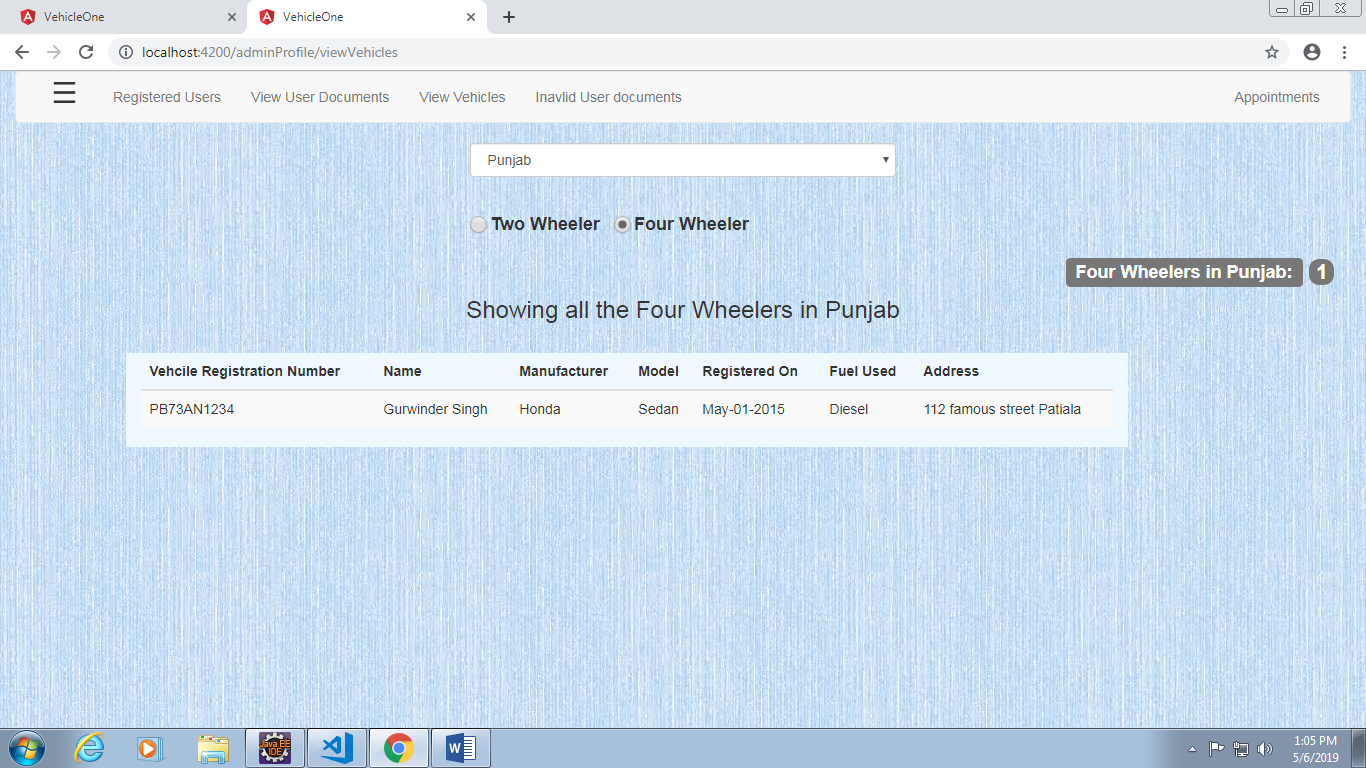 VehicleOne
VehicleOne
localhost:4200/adminProfile/viewVehicles
Registered Users View User Documents View Vehicles Inavlid User documents Appointments
Punjab
Two Wheeler Four Wheeler
Four Wheelers in Punjab: 1
Showing all the Four Wheelers in Punjab
Vehcile Registration Number Name Manufacturer Model Registered On Fuel Used Address
PB73AN1234 Gurwinder Singh Honda Sedan May-01-2015 Diesel 112 famous street Patiala
Java EE
IDE
W
1:05 PM
5/6/2019